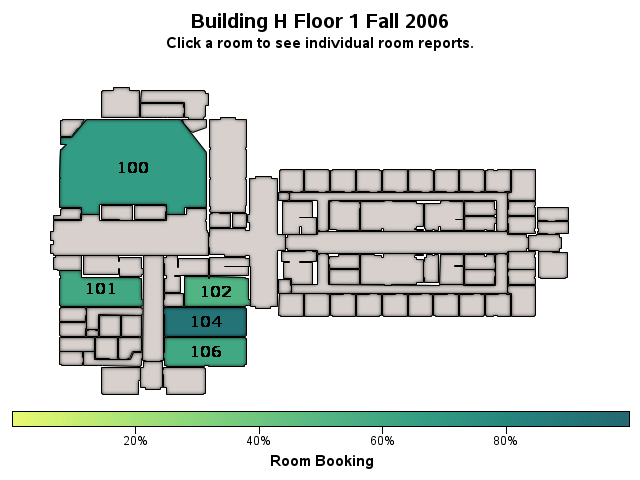 Building H Floor 1 Fall 2006
Click a room to see individual room reports.
100
101
102
104
106
20% 40% 60% 80%
Room Booking